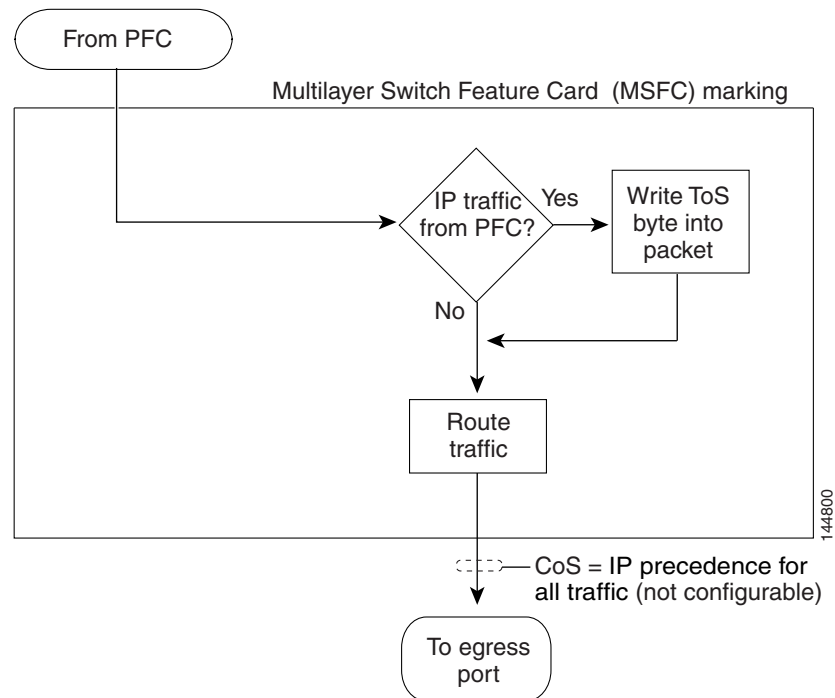 From PFC
Multilayer Switch Feature Card (MSFC) marking
IP traffic
from PFC?
Yes
Write ToS
byte into
packet
No
Route
traffic
144800
CoS = IP precedence for
all traffic (not configurable)
To egress
port